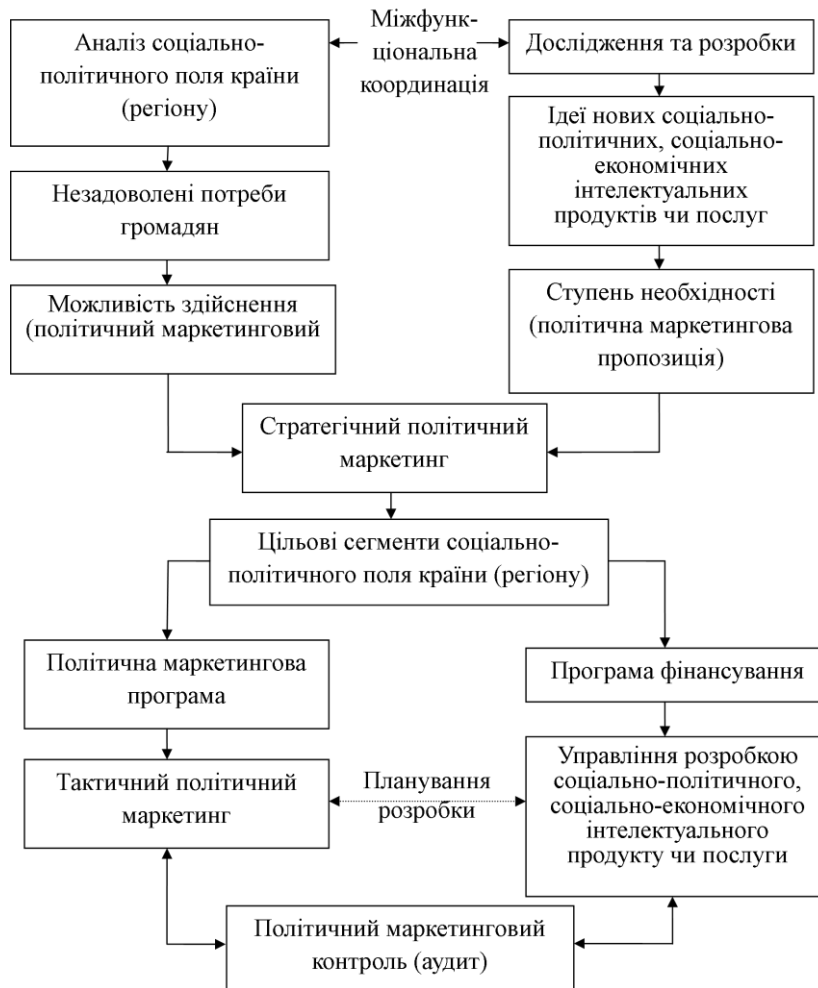 Аналіз соціально-
політичного поля країни
(регіону)
Міжфунк-
ціональна
координація
Дослідження та розробки
Ідеї нових соціально-
політичних, соціально-
економічних
інтелектуальних
продуктів чи послуг
Незадоволені потреби
громадян
Можливість здійснення
(політичний маркетинговий
Ступень необхідності
(політична маркетингова
пропозиція)
Стратегічний політичний
маркетинг
Цільові сегменти соціально-
політичного поля країни (регіону)
Політична маркетингова
програма
Програма фінансування
Тактичний політичний
маркетинг
Планування
розробки
Управління розробкою
соціально-політичного,
соціально-економічного
інтелектуального
продукту чи послуги
Політичний маркетинговий
контроль (аудит)